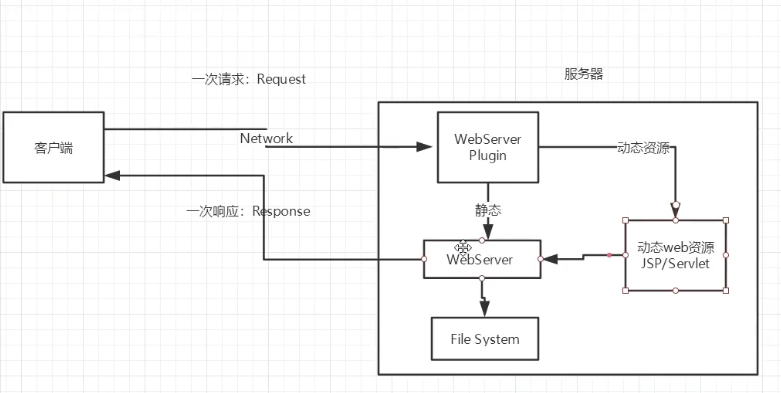 一次请求：Request
服务器
客户端
Network
WebServer
Plugin
动态资源
一次响应：Response
静态
WebServer
动态web资源
JSP/Servlet
File System